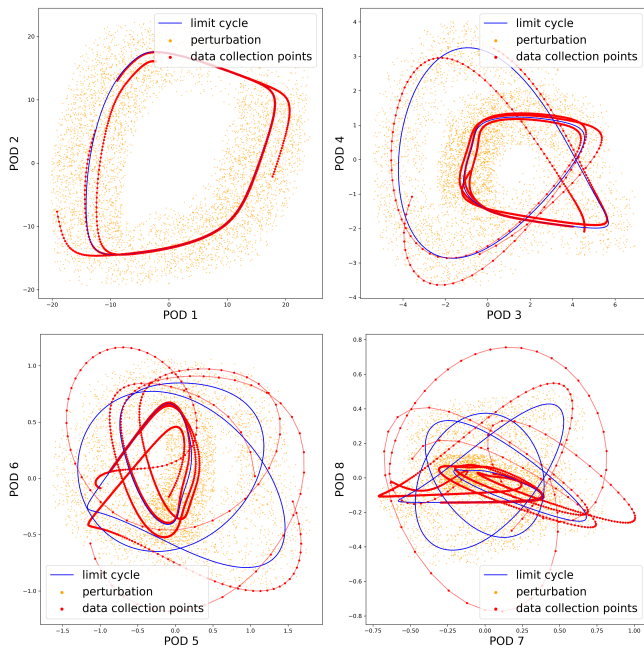 limit cycle
perturbation
data collection points
POD 2
20
10
0
−10
−20
−20
−10
0
10
20
POD 1
limit cycle
perturbation
data collection points
POD 4
4
3
2
1
0
−1
−2
−3
−4
−4
−2
0
2
4
6
POD 3
POD 6
1.0
0.5
0.0
−0.5
−1.0
limit cycle
perturbation
data collection points
−1.5
−1.0
−0.5
0.0
0.5
1.0
1.5
POD 5
POD 8
0.8
0.6
0.4
0.2
0.0
−0.2
−0.4
−0.6
−0.8
limit cycle
perturbation
data collection points
−0.75
−0.50
−0.25
0.00
0.25
0.50
0.75
1.00
POD 7